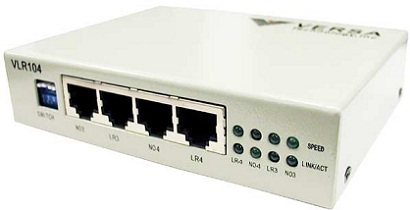 VERSA
VLR104
SWITCH
NO3
LR3
NO4
LR4
SPEED
LR4
NO4
LR3
NO3
LINK/ACT